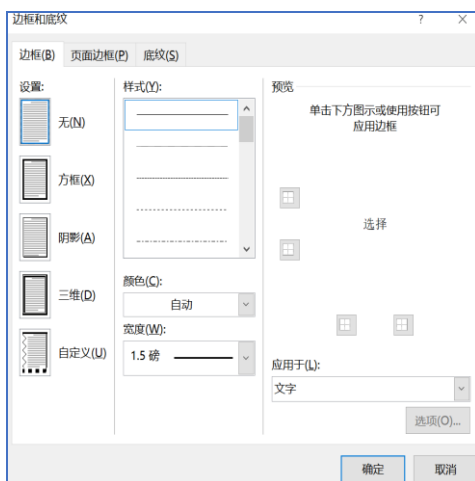 边框和底纹 ? ×
边框(B) 页面边框(P) 底纹(S)
设置:
无(N)
方框(X)
阴影(A)
三维(D)
自定义(U)
样式(Y):
颜色(C):
自动
宽度(W):
1.5 磅
预览
单击下方图示或使用按钮可
应用边框
选择
应用于(L):
文字
选项(O)...
确定 取消